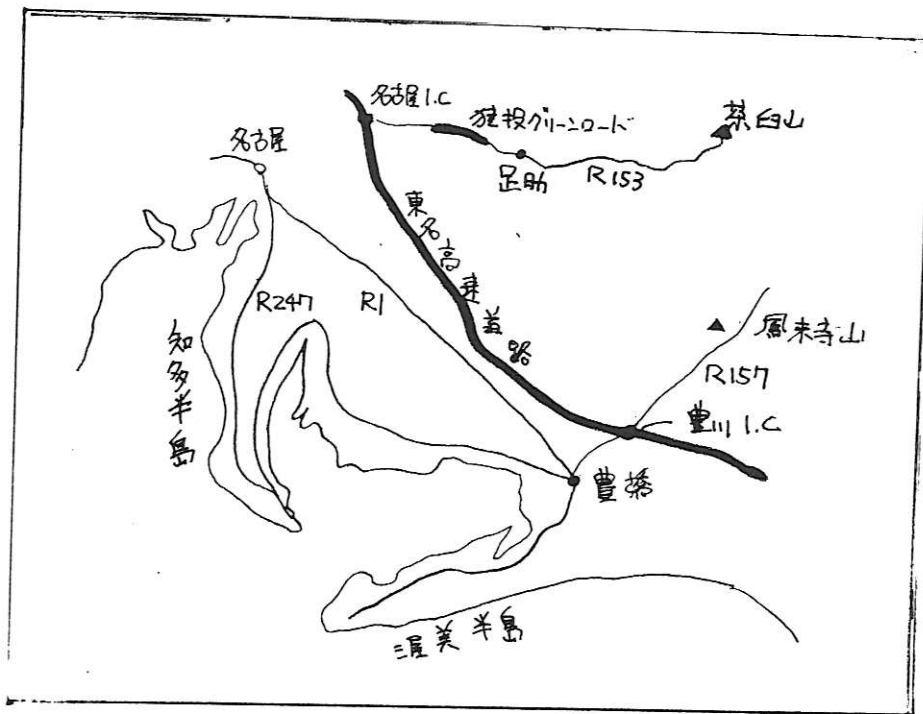 名古屋I.C
猿投グリーンロード
茶臼山
名古屋
足助
R153
東名高速道路
R247
R1
鳳来寺山
知多半島
R157
豊川I.C
豊橋
渥美半島